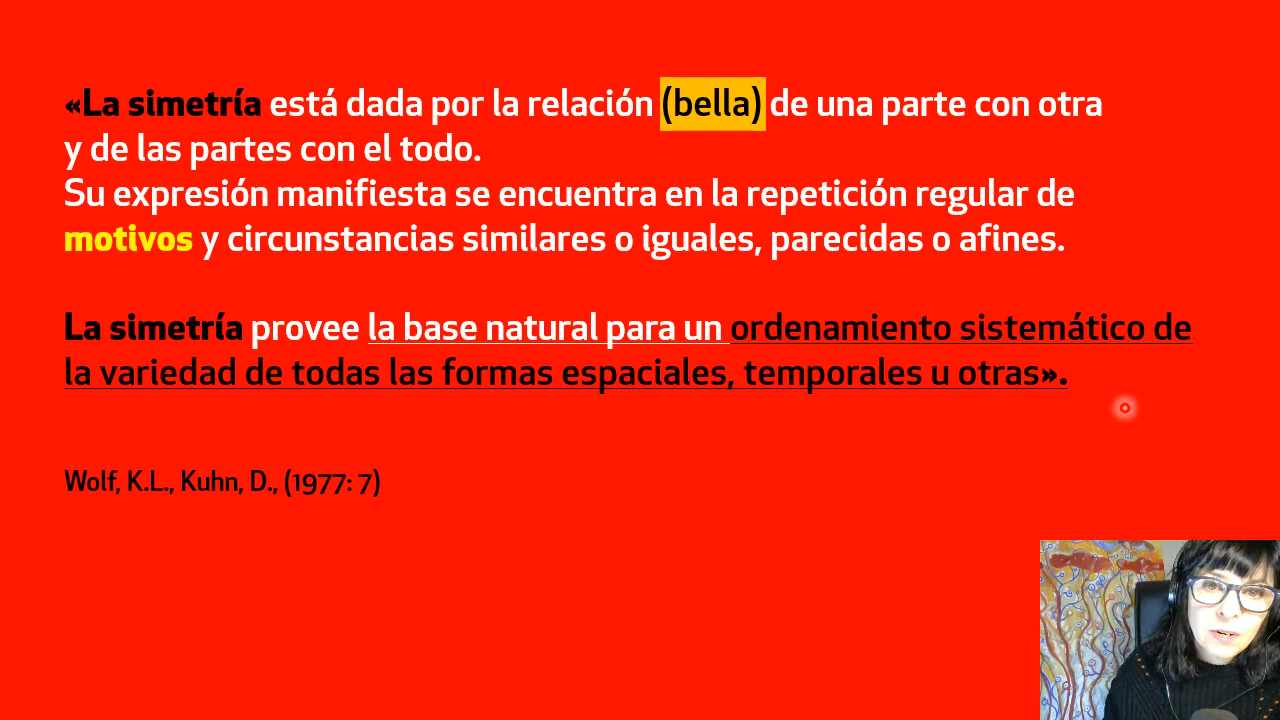 «La simetría está dada por la relación (bella) de una parte con otra
y de las partes con el todo.
Su expresión manifiesta se encuentra en la repetición regular de
motivos y circunstancias similares o iguales, parecidas o afines.
La simetría provee la base natural para un ordenamiento sistemático de
la variedad de todas las formas espaciales, temporales u otras».
Wolf, K.L., Kuhn, D., (1977: 7)